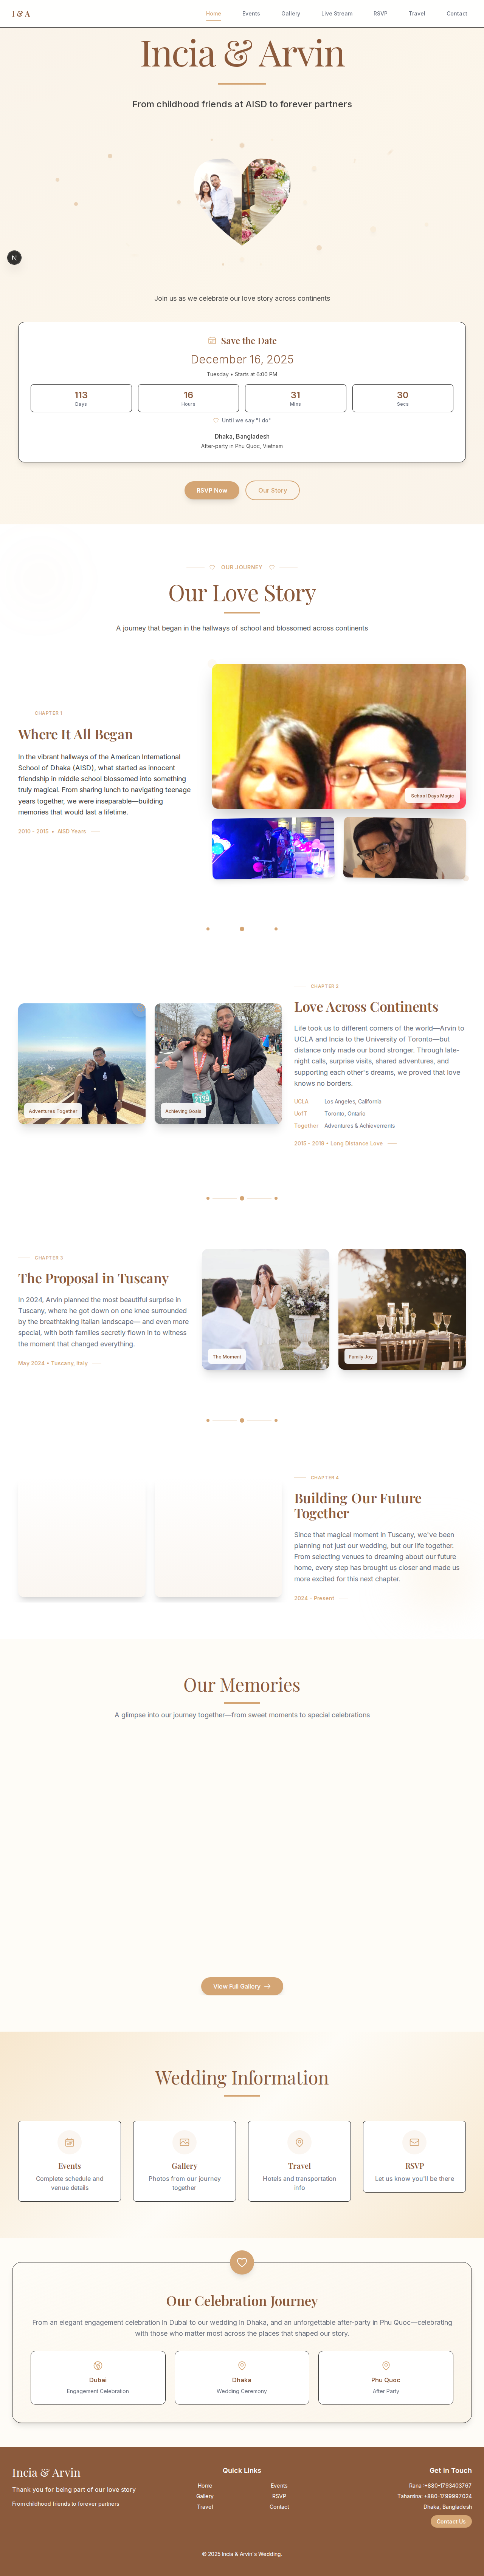 I & A
Home
Events
Gallery
Live Stream
RSVP
Travel
Contact
Incia & Arvin
From childhood friends at AISD to forever partners
N
Join us as we celebrate our love story across continents
Save the Date
December 16, 2025
Tuesday • Starts at 6:00 PM
113
Days
16
Hours
31
Mins
30
Secs
Until we say "I do"
Dhaka, Bangladesh
After-party in Phu Quoc, Vietnam
RSVP Now
Our Story
OUR JOURNEY
Our Love Story
A journey that began in the hallways of school and blossomed across continents
CHAPTER 1
Where It All Began
In the vibrant hallways of the American International
School of Dhaka (AISD), what started as innocent
friendship in middle school blossomed into something
truly magical. From sharing lunch to navigating teenage
years together, we were inseparable—building
memories that would last a lifetime.
2010 - 2015 • AISD Years
School Days Magic
CHAPTER 2
Love Across Continents
Life took us to different corners of the world—Arvin to
UCLA and Incia to the University of Toronto—but
distance only made our bond stronger. Through late-
night calls, surprise visits, shared adventures, and
supporting each other's dreams, we proved that love
knows no borders.
UCLA
Los Angeles, California
UofT
Toronto, Ontario
Together
Adventures & Achievements
2015 - 2019 • Long Distance Love
Adventures Together
Achieving Goals
CHAPTER 3
The Proposal in Tuscany
In 2024, Arvin planned the most beautiful surprise in
Tuscany, where he got down on one knee surrounded
by the breathtaking Italian landscape— and even more
special, with both families secretly flown in to witness
the moment that changed everything.
May 2024 • Tuscany, Italy
The Moment
Family Joy
CHAPTER 4
Building Our Future
Together
Since that magical moment in Tuscany, we've been
planning not just our wedding, but our life together.
From selecting venues to dreaming about our future
home, every step has brought us closer and made us
more excited for this next chapter.
2024 - Present
Our Memories
A glimpse into our journey together—from sweet moments to special celebrations
View Full Gallery
Wedding Information
Events
Complete schedule and
venue details
Gallery
Photos from our journey
together
Travel
Hotels and transportation
info
RSVP
Let us know you'll be there
Our Celebration Journey
From an elegant engagement celebration in Dubai to our wedding in Dhaka, and an unforgettable after-party in Phu Quoc—celebrating
with those who matter most across the places that shaped our story.
Dubai
Engagement Celebration
Dhaka
Wedding Ceremony
Phu Quoc
After Party
Incia & Arvin
Thank you for being part of our love story
From childhood friends to forever partners
Quick Links
Home
Events
Gallery
RSVP
Travel
Contact
Get in Touch
Rana :+880-1793403767
Tahamina: +880-1799997024
Dhaka, Bangladesh
Contact Us
© 2025 Incia & Arvin's Wedding.